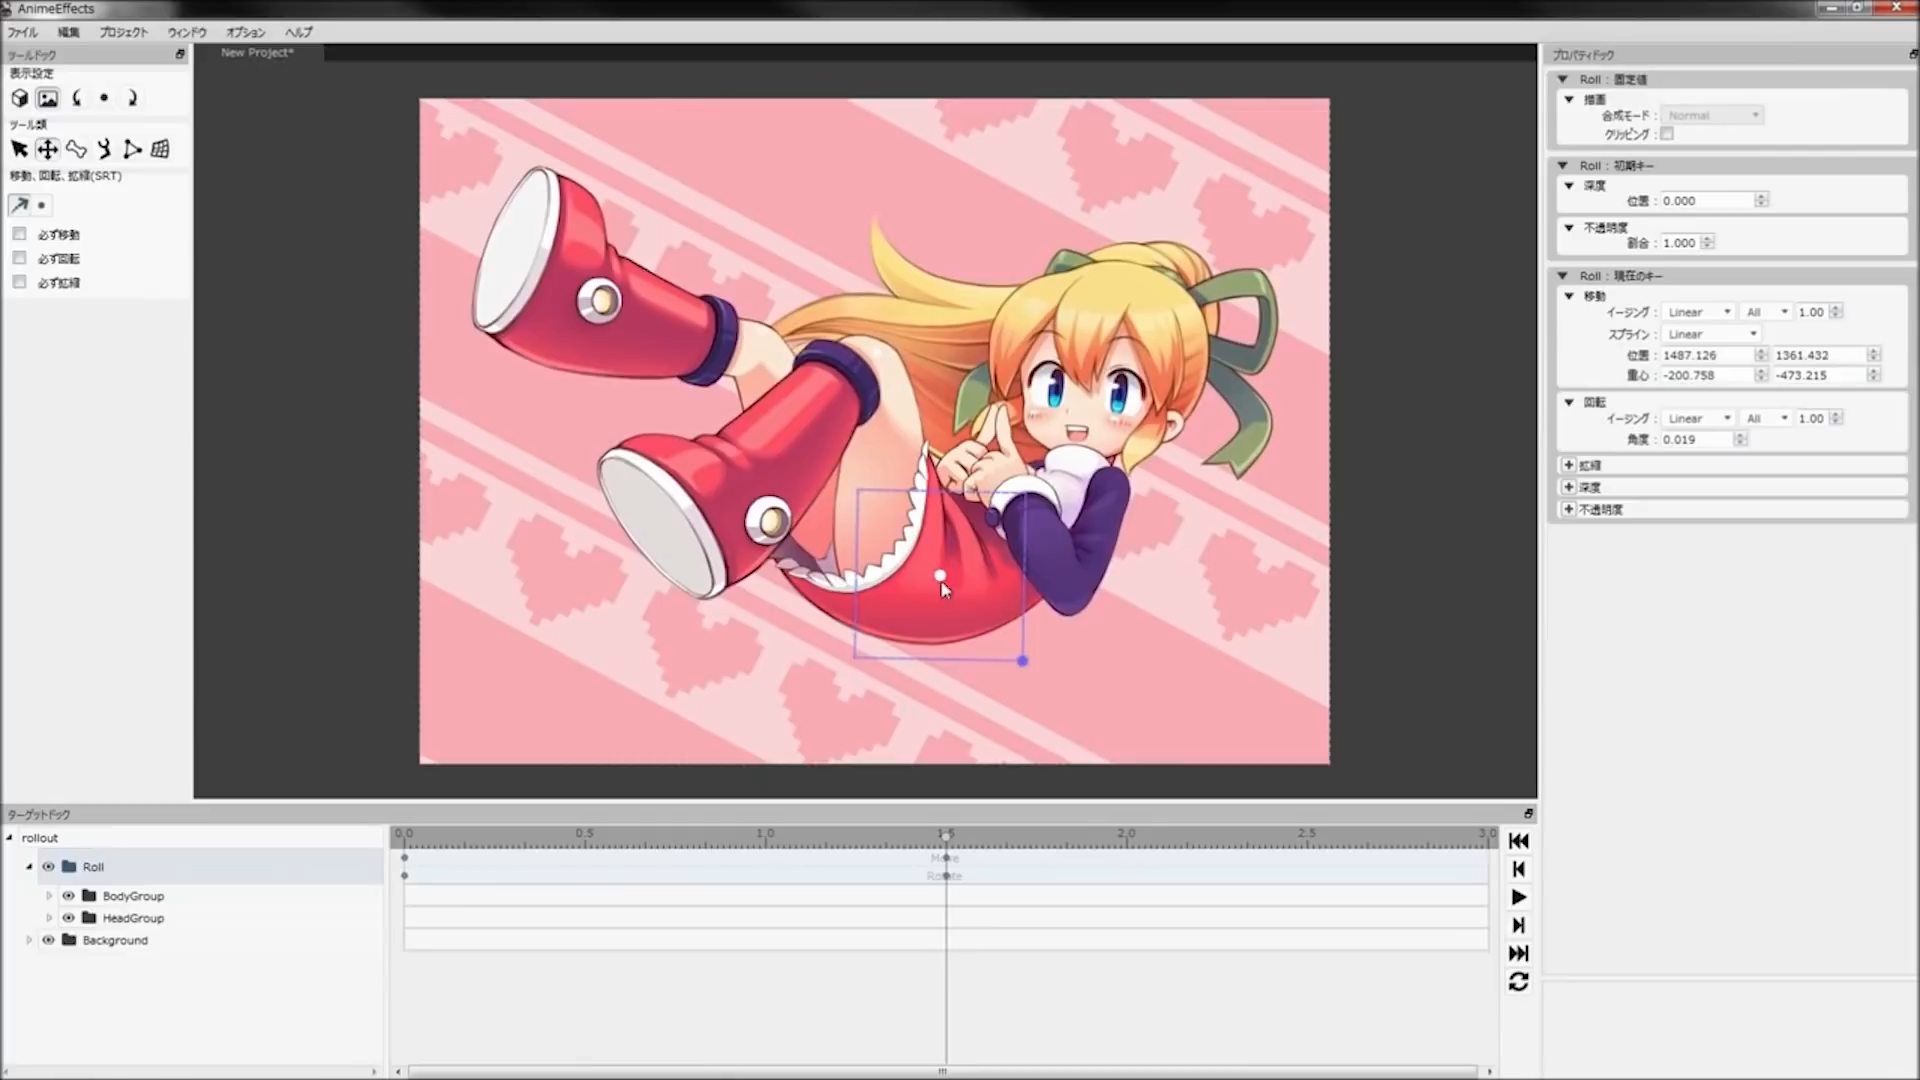 AnimeEffects
ファイル 編集 プロジェクト ウィンドウ オプション ヘルプ
ツールドック
表示設定
ツール類
移動、回転、拡縮(SRT)
必ず移動
必ず回転
必ず拡縮
New Project*
プロパティドック
Roll : 固定値
描画
合成モード : Normal
クリッピング :
Roll : 初期キー
深度
位置 : 0.000
不透明度
割合 : 1.000
Roll : 現在のキー
移動
イージング : Linear All 1.00
スプライン : Linear
位置 : 1487.126 1361.432
重心 : -200.758 -473.215
回転
イージング : Linear All 1.00
角度 : 0.019
拡縮
深度
不透明度
ターゲットドック
rollout
Roll
BodyGroup
HeadGroup
Background
0.0 0.5 1.0 1.5 2.0 2.5 3.0
Move
Rotate